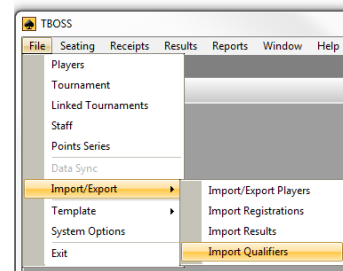 TBOSS
File Seating Receipts Results Reports Window Help
Players
Tournament
Linked Tournaments
Staff
Points Series
Data Sync
Import/Export Import/Export Players
Template Import Registrations
System Options Import Results
Exit Import Qualifiers